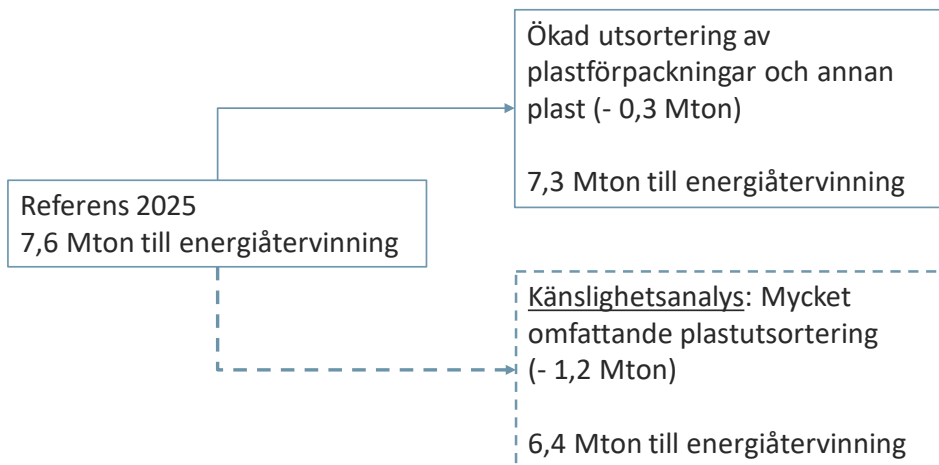 Ökad utsortering av
plastförpackningar och annan
plast (- 0,3 Mton)
7,3 Mton till energiåtervinning
Referens 2025
7,6 Mton till energiåtervinning
Känslighetsanalys: Mycket
omfattande plastutsortering
(- 1,2 Mton)
6,4 Mton till energiåtervinning